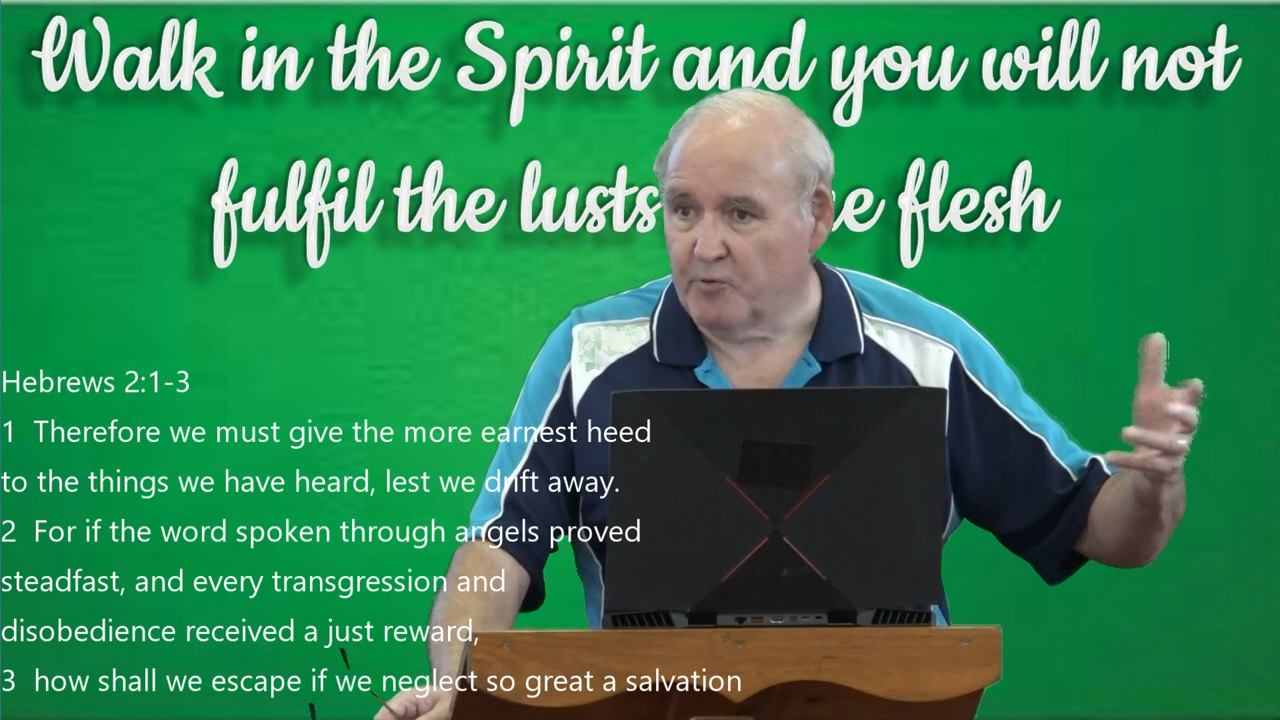 Walk in the Spirit and you will not
fulfil the lusts e flesh
Hebrews 2:1-3
1 Therefore we must give the more earnest heed
to the things we have heard, lest we drift away.
2 For if the word spoken through angels proved
steadfast, and every transgression and
disobedience received a just reward,
3 how shall we escape if we neglect so great a salvation